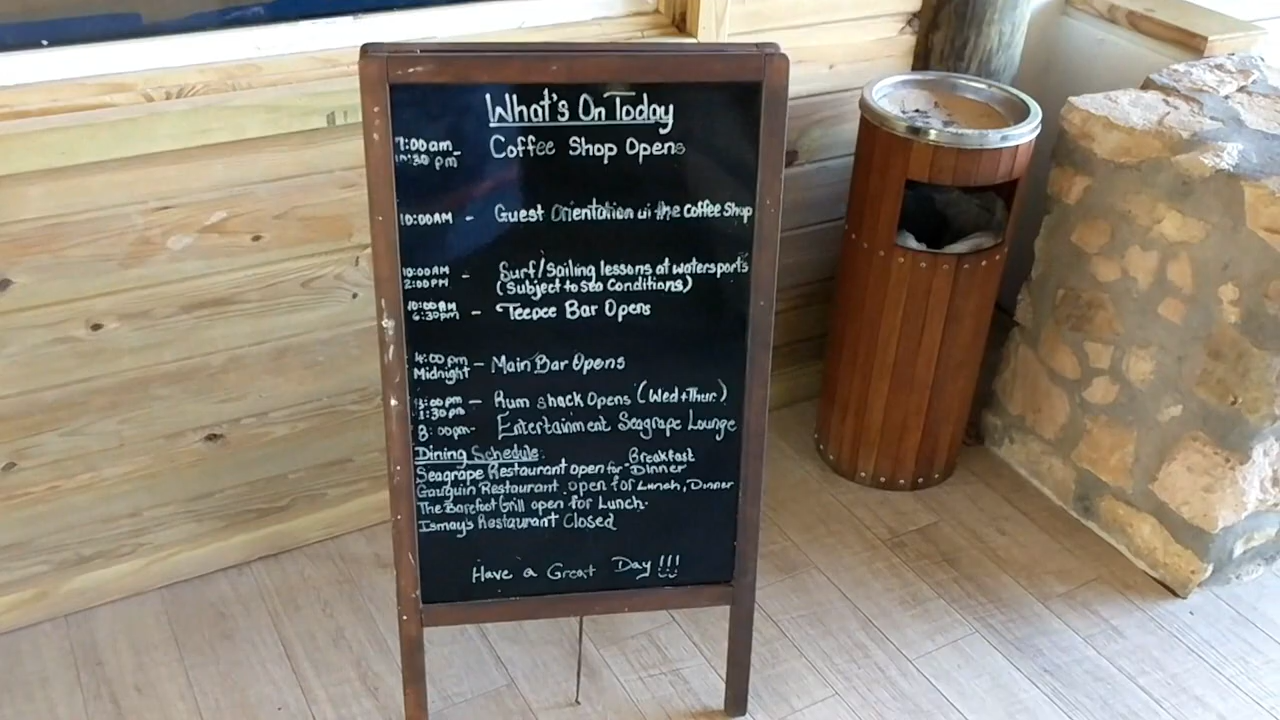 What's On Today
7:00am - Coffee Shop Opens
:30 pm
10:00AM - Guest Orientation at the Coffee Shop
10:00AM - Surf/Sailing lessons at watersports
2:00PM (Subject to sea Conditions)
10:00AM - Teepee Bar Opens
6:30pm
4:00 pm - Main Bar Opens
Midnight
:00pm - Rum shack Opens (Wed + Thur.)
:30pm
8:00pm - Entertainment Seagrape Lounge
Dining Schedule: Breakfast
Seagrape Restaurant open for Dinner
Gauguin Restaurant open for Lunch, Dinner
The Barefoot Grill open for Lunch.
Ismay's Restaurant Closed
Have a Great Day !!!